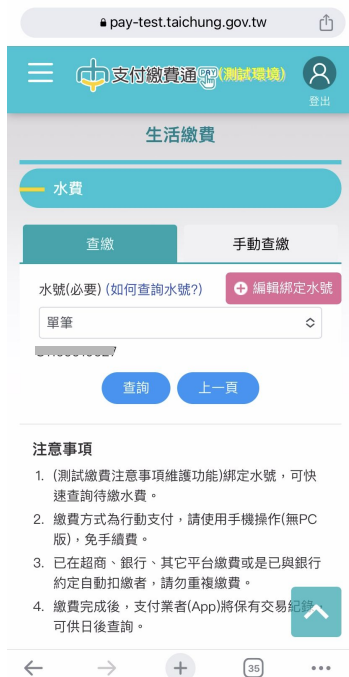 pay-test.taichung.gov.tw
支付繳費通 PAY (測試環境)
登出
生活繳費
水費
查繳
手動查繳
水號(必要) (如何查詢水號?)
編輯綁定水號
單筆
查詢
上一頁
注意事項
1. (測試繳費注意事項維護功能)綁定水號，可快
速查詢待繳水費。
2. 繳費方式為行動支付，請使用手機操作(無PC
版)，免手續費。
3. 已在超商、銀行、其它平台繳費或是已與銀行
約定自動扣繳者，請勿重複繳費。
4. 繳費完成後，支付業者(App)將保有交易紀錄
可供日後查詢。
35